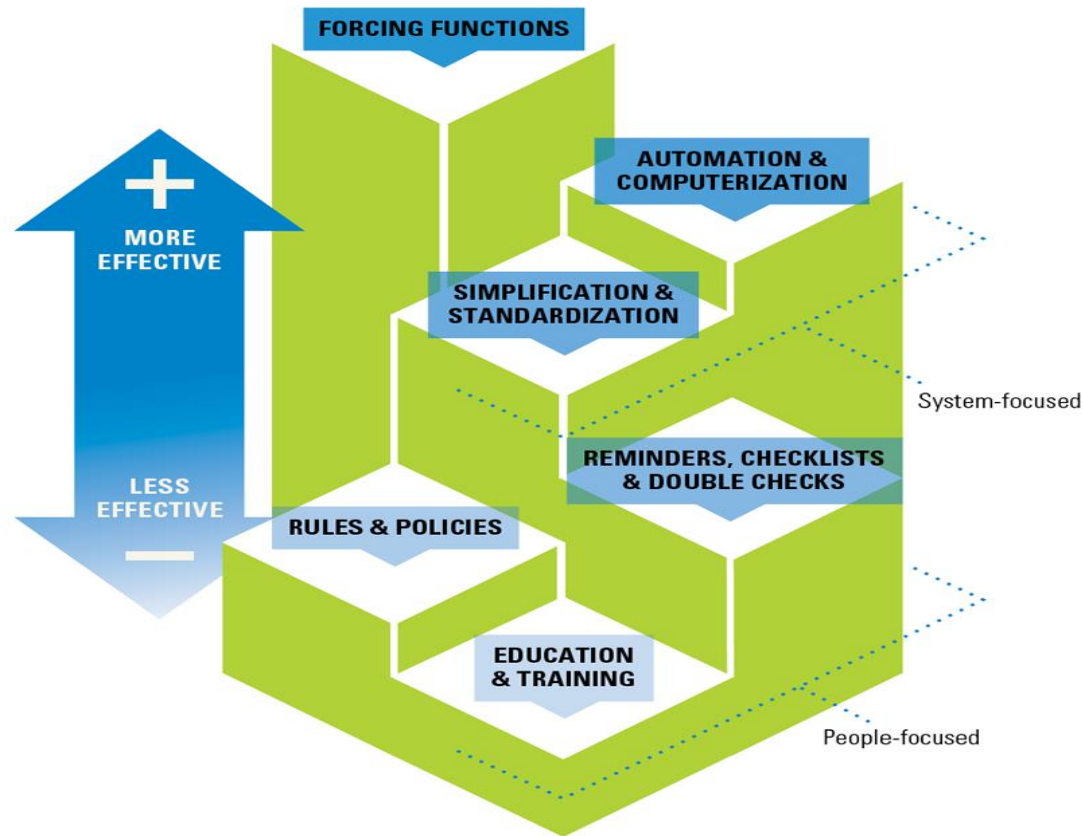 FORCING FUNCTIONS
AUTOMATION &
COMPUTERIZATION
MORE
EFFECTIVE
SIMPLIFICATION &
STANDARDIZATION
System-focused
REMINDERS, CHECKLISTS
& DOUBLE CHECKS
LESS
EFFECTIVE
RULES & POLICIES
EDUCATION
& TRAINING
People-focused